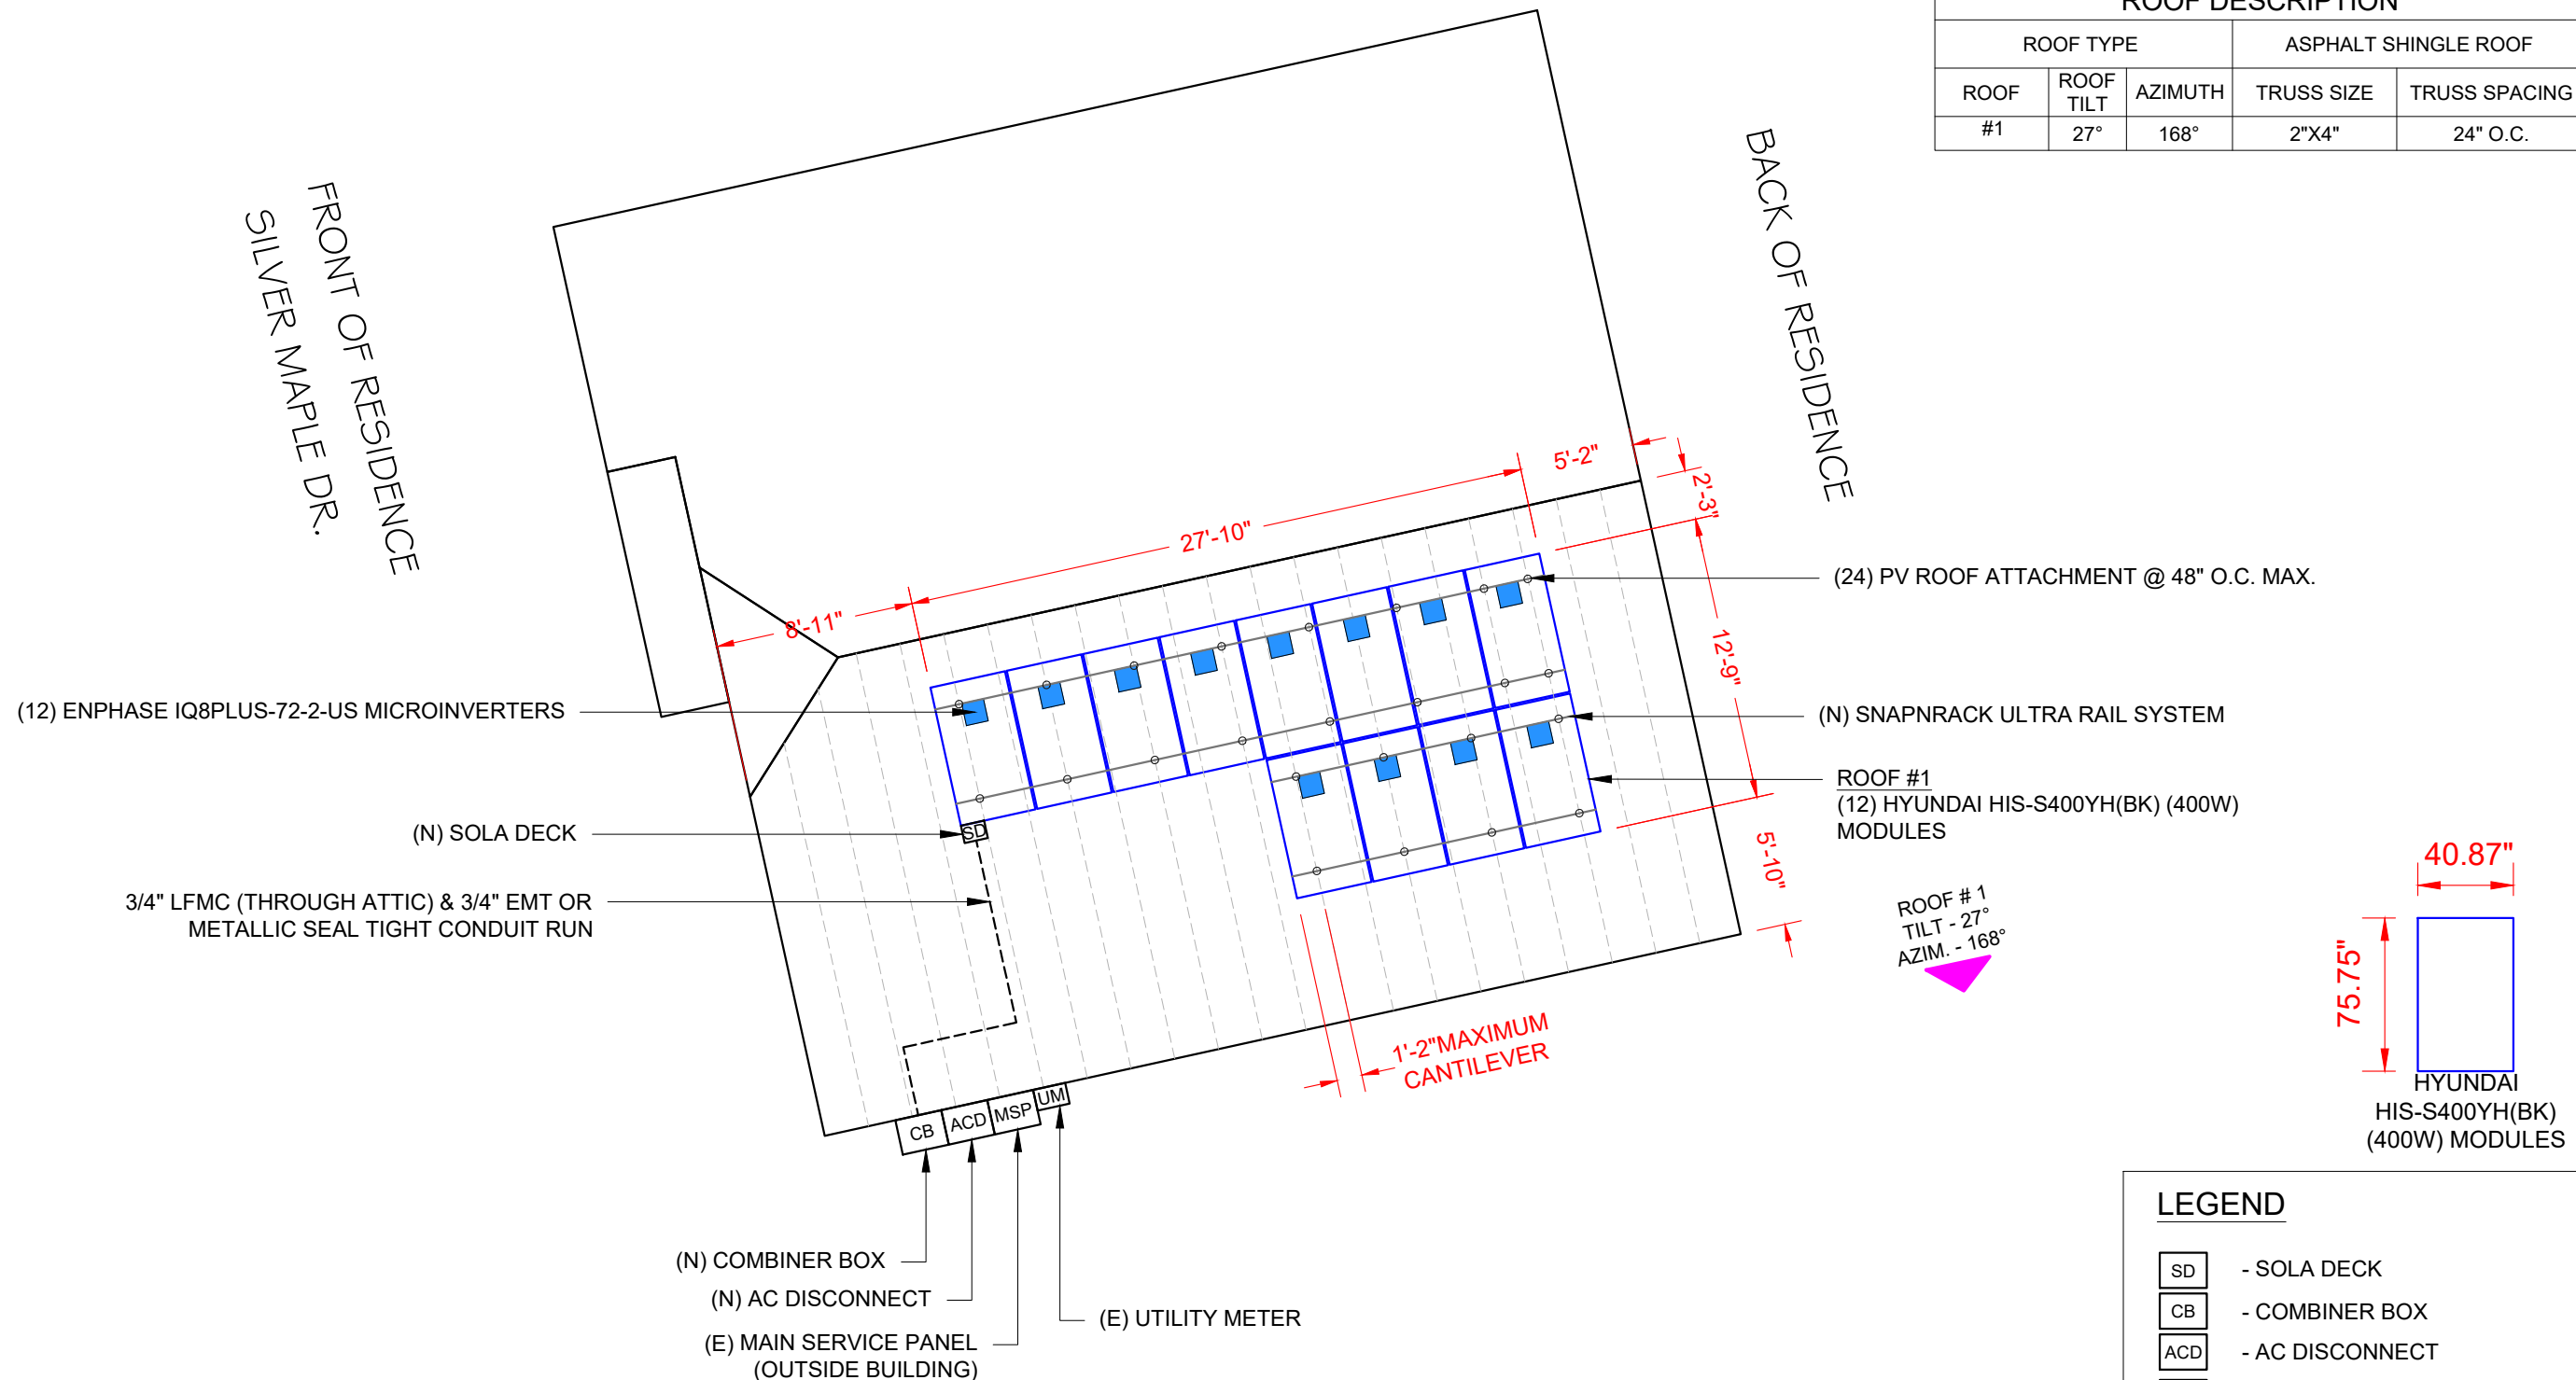 ROOF DESCRIPTION
ROOF TYPE ASPHALT SHINGLE ROOF
ROOF ROOF TILT AZIMUTH TRUSS SIZE TRUSS SPACING
#1 27° 168° 2"X4" 24" O.C.
FRONT OF RESIDENCE
SILVER MAPLE DR.
BACK OF RESIDENCE
5'-2"
2'-3"
27'-10"
8'-11"
12'-9"
5'-10"
(24) PV ROOF ATTACHMENT @ 48" O.C. MAX.
(12) ENPHASE IQ8PLUS-72-2-US MICROINVERTERS
(N) SNAPNRACK ULTRA RAIL SYSTEM
ROOF #1
(12) HYUNDAI HIS-S400YH(BK) (400W)
MODULES
(N) SOLA DECK
SD
3/4" LFMC (THROUGH ATTIC) & 3/4" EMT OR
METALLIC SEAL TIGHT CONDUIT RUN
ROOF # 1
TILT - 27°
AZIM. - 168°
1'-2"MAXIMUM
CANTILEVER
40.87"
75.75"
HYUNDAI
HIS-S400YH(BK)
(400W) MODULES
CB
ACD
MSP
UM
(N) COMBINER BOX
(N) AC DISCONNECT
(E) MAIN SERVICE PANEL
(OUTSIDE BUILDING)
(E) UTILITY METER
LEGEND
SD - SOLA DECK
CB - COMBINER BOX
ACD - AC DISCONNECT